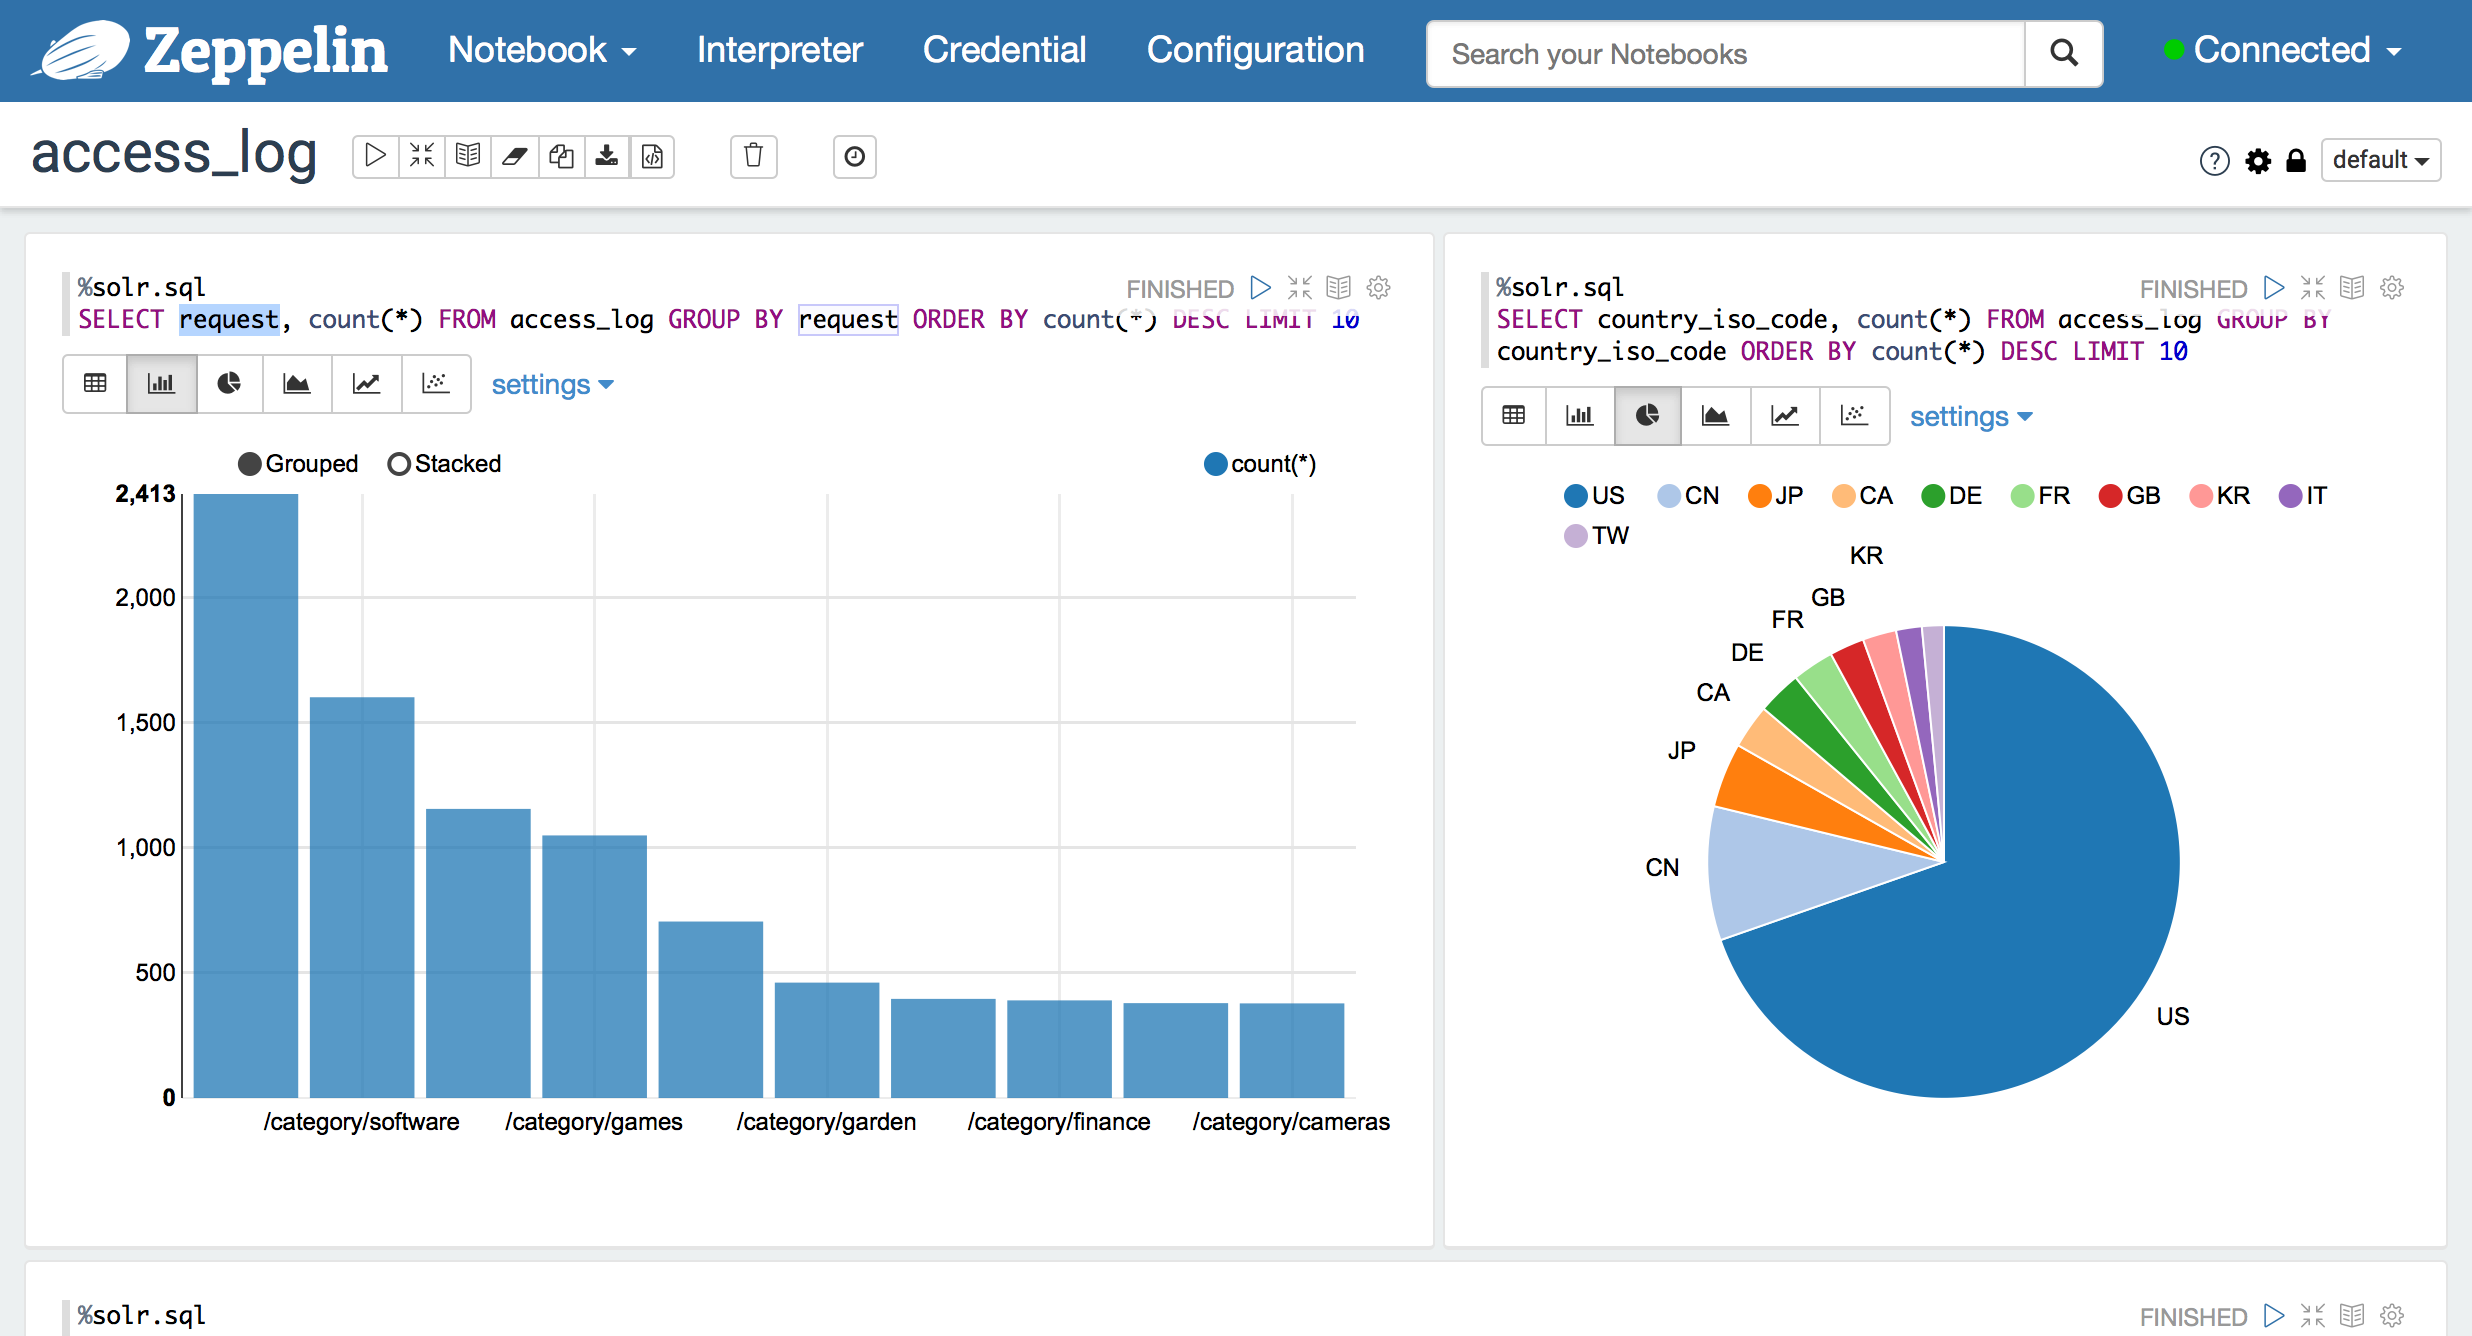 Zeppelin Notebook Interpreter Credential Configuration Search your Notebooks Connected
access_log default
%solr.sql FINISHED
SELECT request, count(*) FROM access_log GROUP BY request ORDER BY count(*) DESC LIMIT 10
settings
Grouped Stacked count(*)
2,413
2,000
1,500
1,000
500
0
/category/software /category/games /category/garden /category/finance /category/cameras
%solr.sql FINISHED
SELECT country_iso_code, count(*) FROM access_log GROUP BY
country_iso_code ORDER BY count(*) DESC LIMIT 10
settings
US CN JP CA DE FR GB KR IT
TW
KR
GB
FR
DE
CA
JP
CN
US
%solr.sql FINISHED